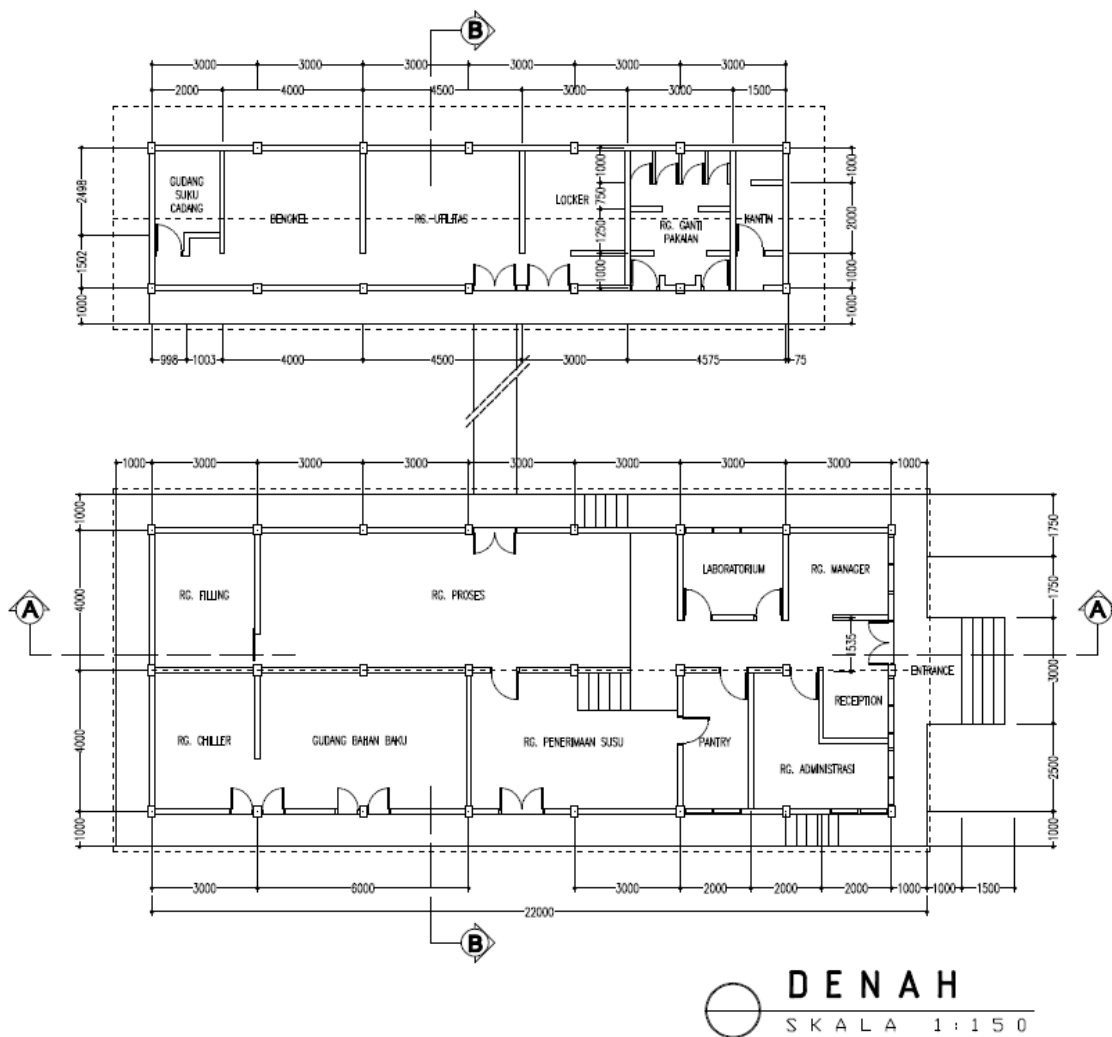 B
3000 3000 3000 3000 3000 3000
2000 4000 4500 3000 3000 1500
2498
1502
1000
GUDANG
SUKU
CADANG
BENGKEL
RG. UTILITAS
LOCKER
1000
750
1250
1000
RG. GANTI
PAKAIAN
KANTIN
1000
2000
1000
1000
998 1003 4000 4500 3000 4575 75
1000 3000 3000 3000 3000 3000 3000 3000 1000
1000
4000
4000
1000
RG. FILLING
RG. PROSES
LABORATORIUM
RG. MANAGER
1750
1750
3000
2500
1000
A
A
1535
ENTRANCE
RECEPTION
RG. CHILLER
GUDANG BAHAN BAKU
RG. PENERIMAAN SUSU
PANTRY
RG. ADMINISTRASI
3000 6000 3000 2000 2000 2000 1000 1000 1500
22000
B
DENAH
SKALA 1:150